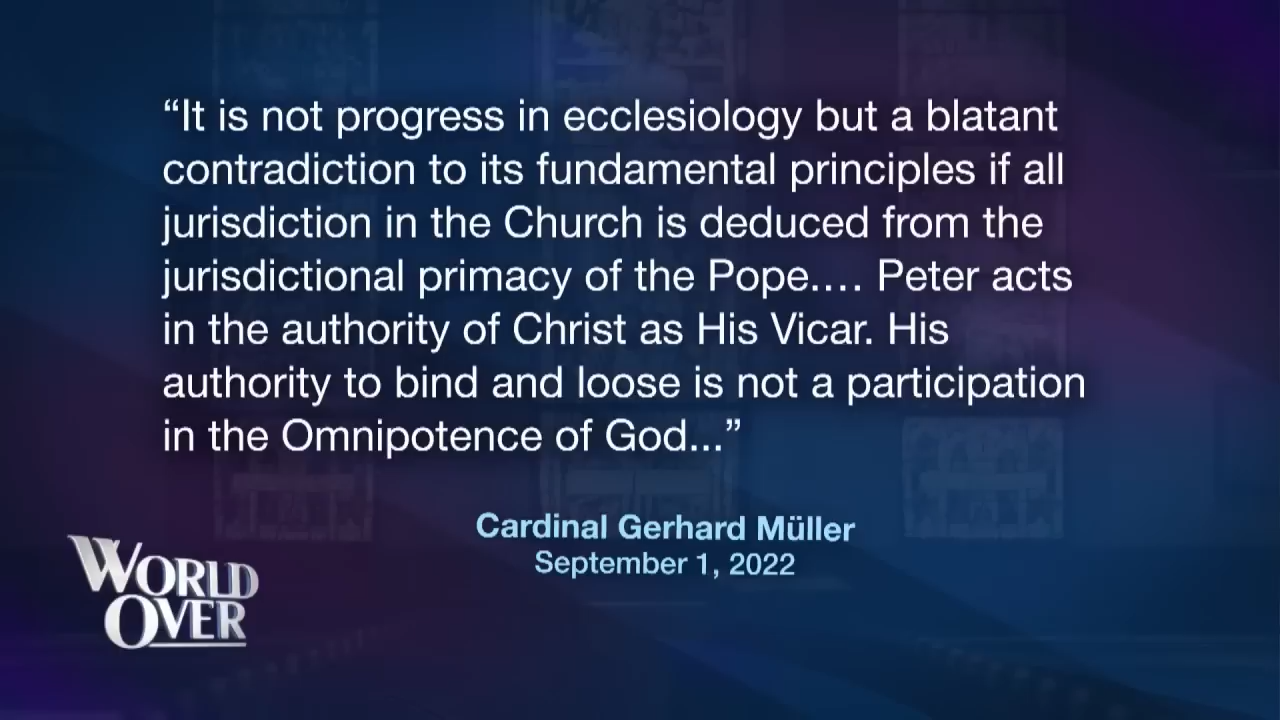 “It is not progress in ecclesiology but a blatant
contradiction to its fundamental principles if all
jurisdiction in the Church is deduced from the
jurisdictional primacy of the Pope.... Peter acts
in the authority of Christ as His Vicar. His
authority to bind and loose is not a participation
in the Omnipotence of God...”
Cardinal Gerhard Müller
September 1, 2022
WORLD
OVER